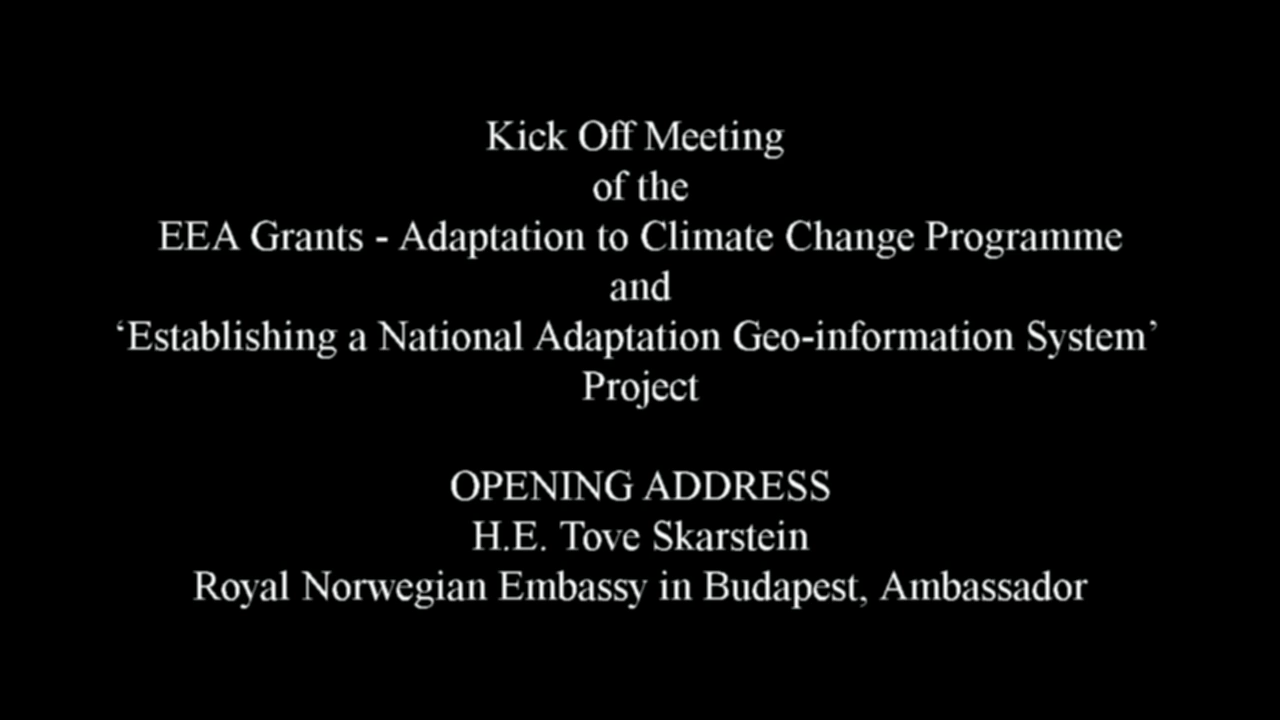 Kick Off Meeting
of the
EEA Grants - Adaptation to Climate Change Programme
and
‘Establishing a National Adaptation Geo-information System’
Project
OPENING ADDRESS
H.E. Tove Skarstein
Royal Norwegian Embassy in Budapest, Ambassador